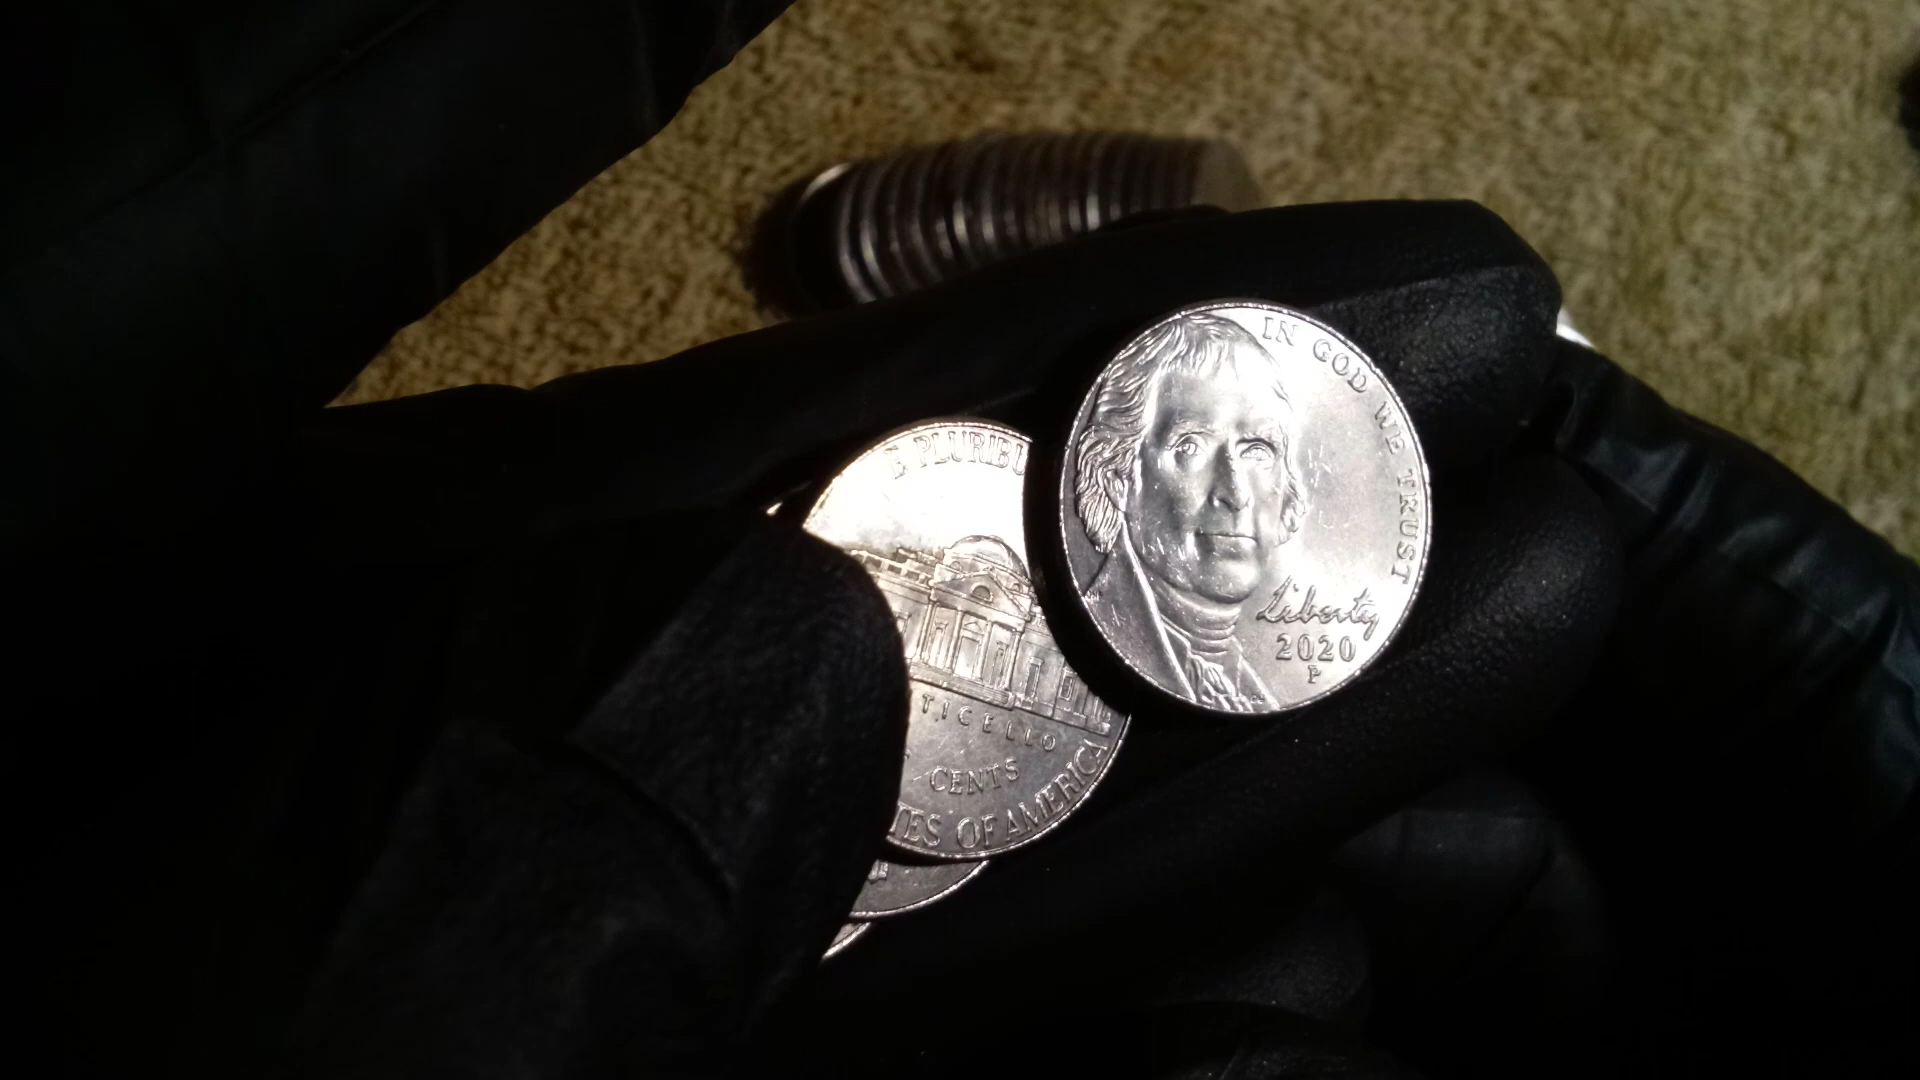 IN GOD WE TRUST
Liberty
2020
P
E PLURIBU
TICELLO
CENTS
TES OF AMERICA